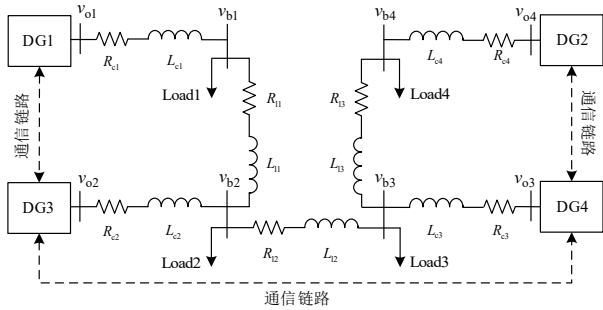 v_o1 v_b1 v_b4 v_o4
DG1 DG2
R_c1 L_c1 L_c4 R_c4
Load1 Load4
R_l1 R_l3
通信链路 通信链路
L_l1 L_l3
v_o2 v_b2 v_b3 v_o3
DG3 DG4
R_c2 L_c2 R_l2 L_l2 L_c3 R_c3
Load2 Load3
通信链路